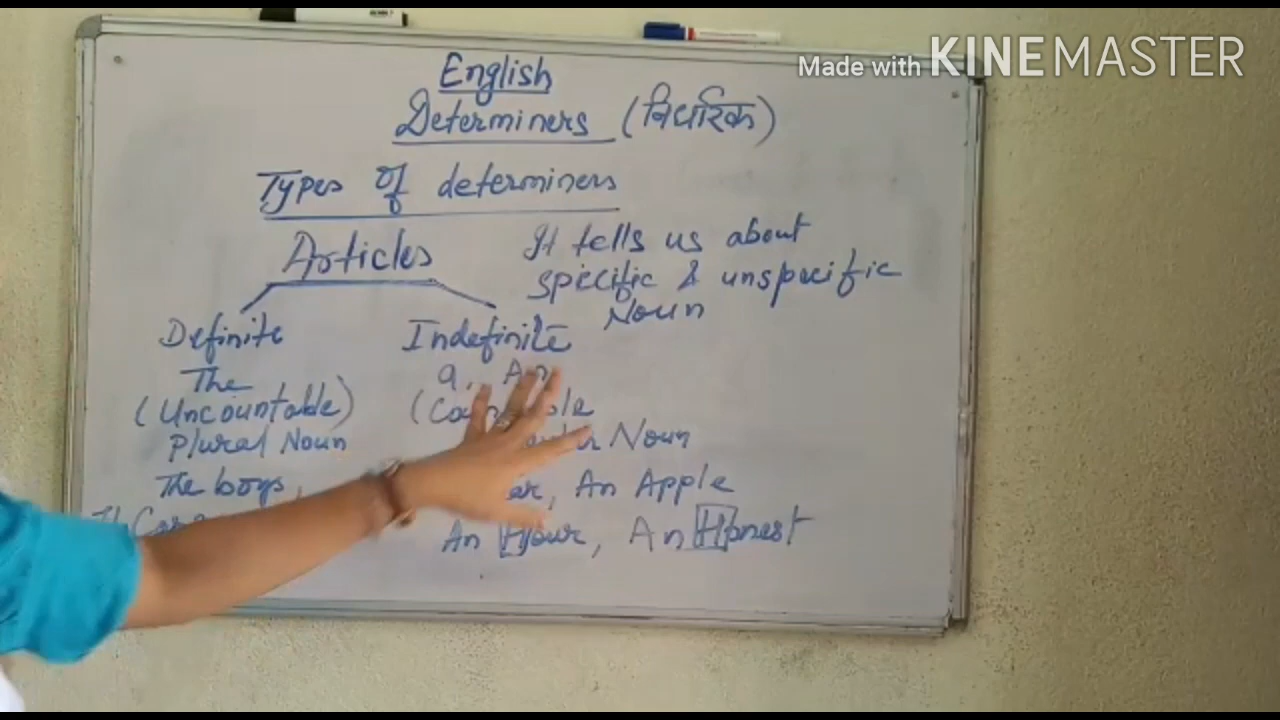 Made with KINEMASTER
English
Determiners (निर्धारक)
Types of determiners
Articles
It tells us about
specific & unspecific
Noun
Definite
The
(Uncountable)
Plural Noun
The boys,
Indefinite
a, An
Noun
An Apple
An Hour, An Honest